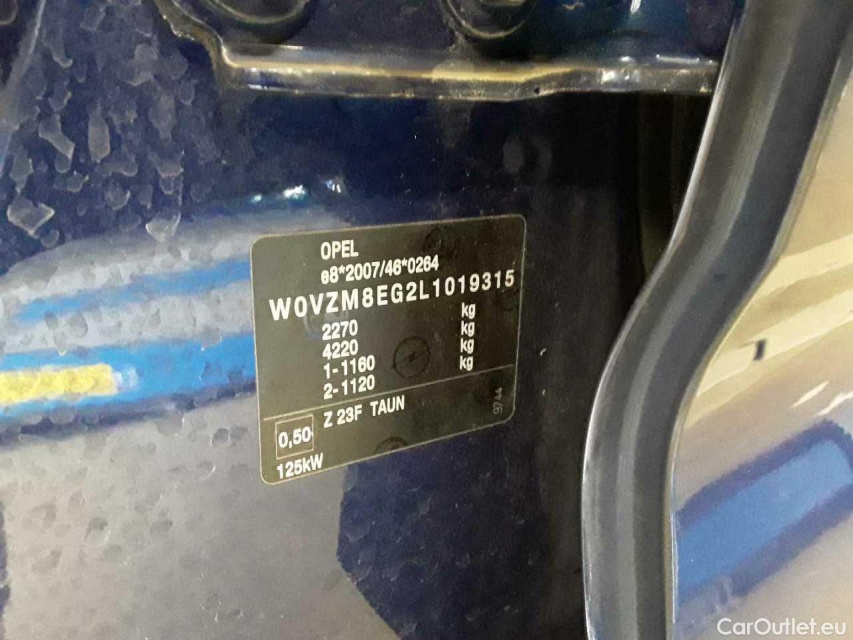 OPEL
e8*2007/46*0264
W0VZM8EG2L1019315
2270 kg
4220 kg
1-1160 kg
2-1120 kg
Z 23F TAUN
0,50
125kW
9744
CarOutlet.eu